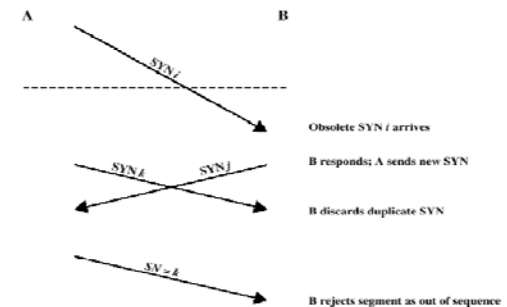 A B
SYN i
Obsolete SYN i arrives
B responds; A sends new SYN
SYN k SYN j
B discards duplicate SYN
SN > k
B rejects segment as out of sequence